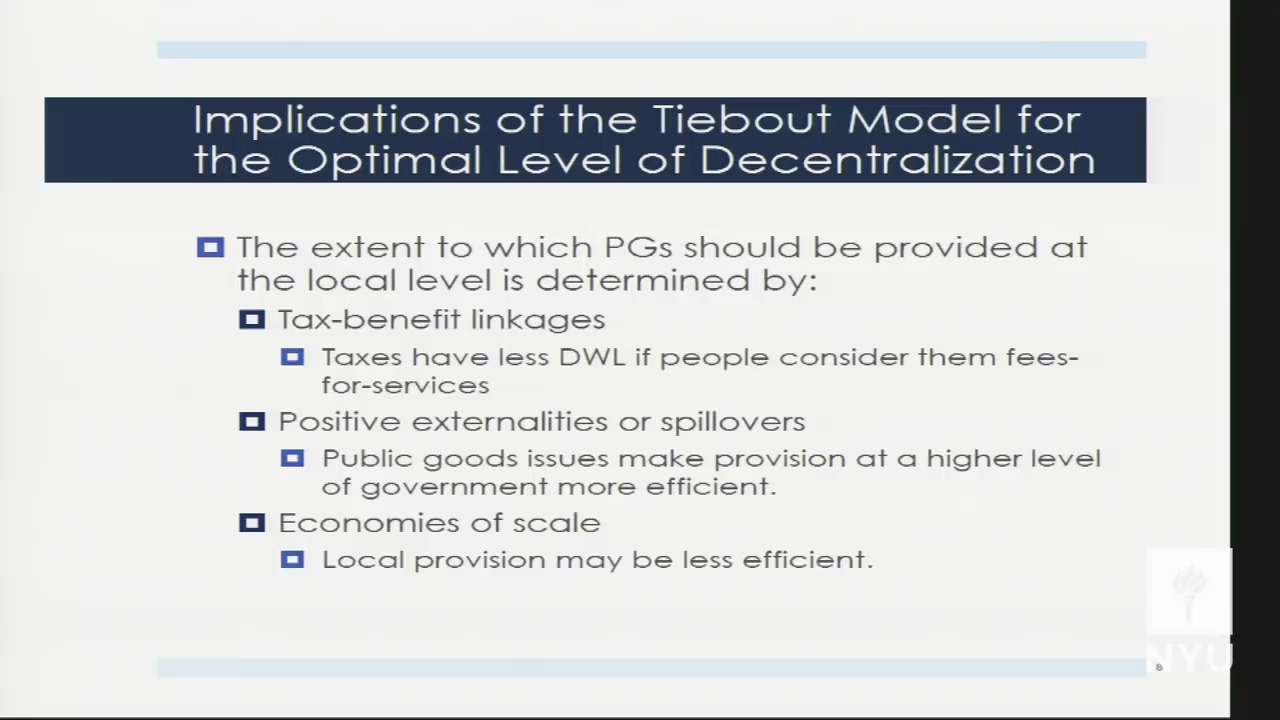 Implications of the Tiebout Model for
the Optimal Level of Decentralization
The extent to which PGs should be provided at
the local level is determined by:
Tax-benefit linkages
Taxes have less DWL if people consider them fees-
for-services
Positive externalities or spillovers
Public goods issues make provision at a higher level
of government more efficient.
Economies of scale
Local provision may be less efficient.
NYU
8